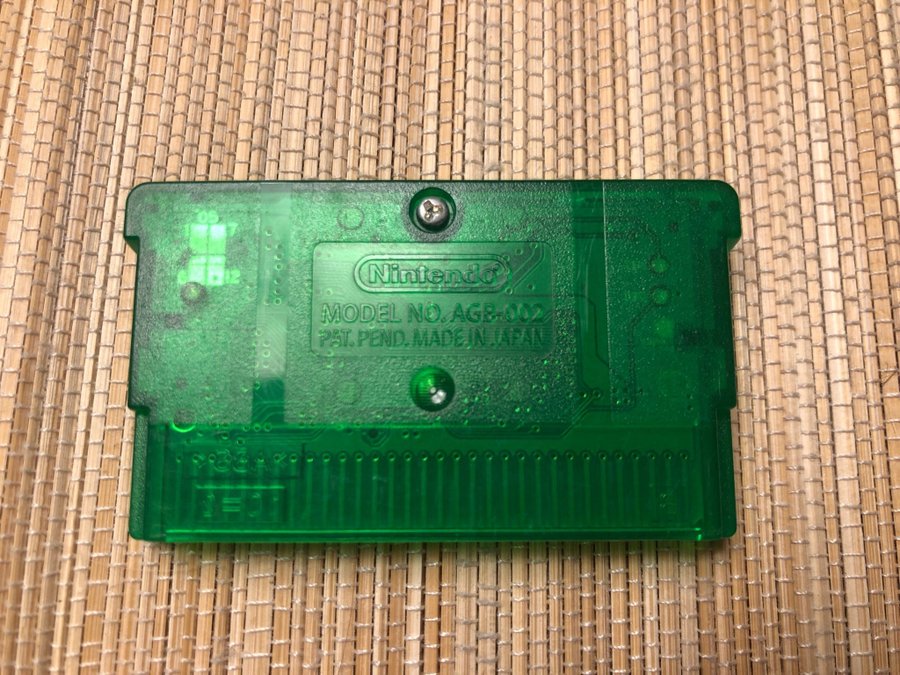 Nintendo
MODEL NO. AGB-002
PAT. PEND. MADE IN JAPAN